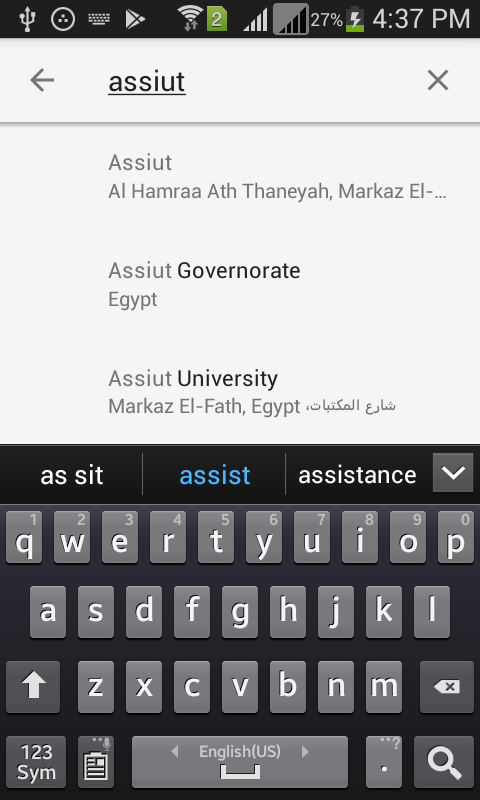 2 27% 4:37 PM
assiut
Assiut
Al Hamraa Ath Thaneyah, Markaz El-...
Assiut Governorate
Egypt
Assiut University
Markaz El-Fath, Egypt شارع المكتبات،
as sit assist assistance
1 2 3 4 5 6 7 8 9 0
q w e r t y u i o p
a s d f g h j k l
z x c v b n m
123 Sym English(US) . ?